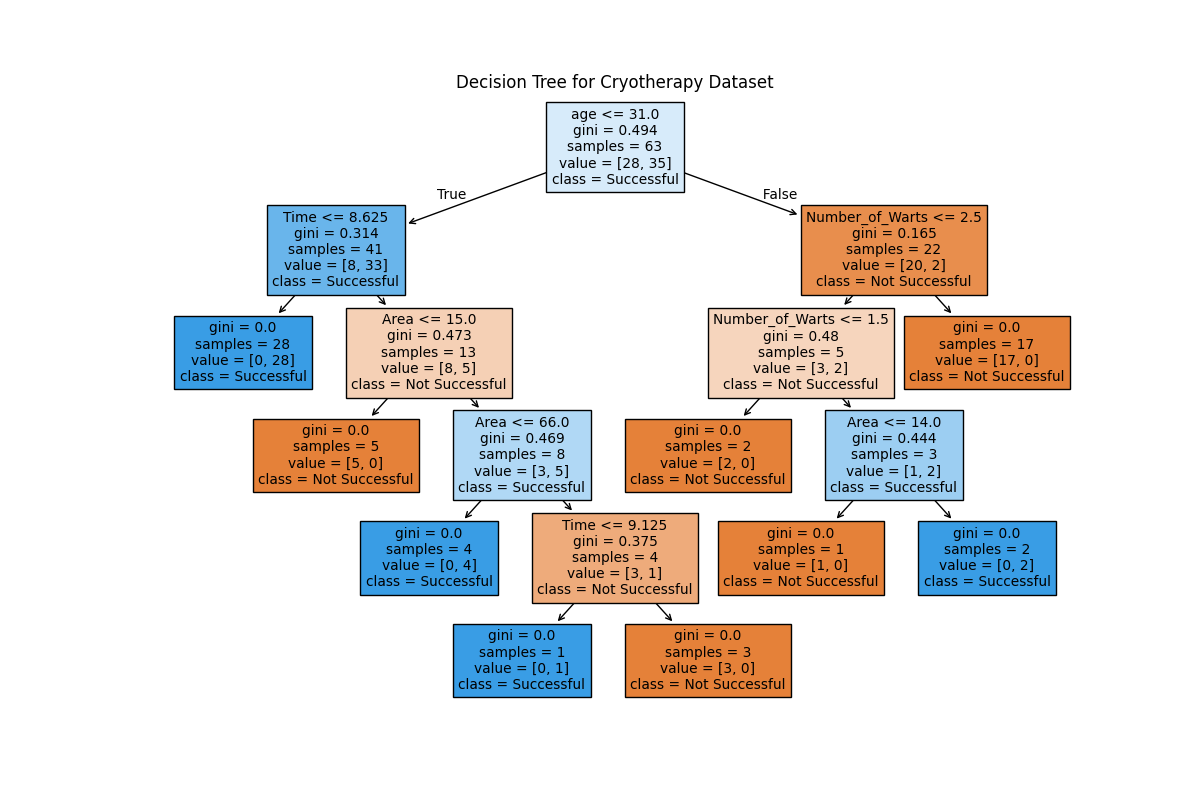 Decision Tree for Cryotherapy Dataset
age <= 31.0
gini = 0.494
samples = 63
value = [28, 35]
class = Successful
True
False
Time <= 8.625
gini = 0.314
samples = 41
value = [8, 33]
class = Successful
Number_of_Warts <= 2.5
gini = 0.165
samples = 22
value = [20, 2]
class = Not Successful
gini = 0.0
samples = 28
value = [0, 28]
class = Successful
Area <= 15.0
gini = 0.473
samples = 13
value = [8, 5]
class = Not Successful
Number_of_Warts <= 1.5
gini = 0.48
samples = 5
value = [3, 2]
class = Not Successful
gini = 0.0
samples = 17
value = [17, 0]
class = Not Successful
gini = 0.0
samples = 5
value = [5, 0]
class = Not Successful
Area <= 66.0
gini = 0.469
samples = 8
value = [3, 5]
class = Successful
gini = 0.0
samples = 2
value = [2, 0]
class = Not Successful
Area <= 14.0
gini = 0.444
samples = 3
value = [1, 2]
class = Successful
gini = 0.0
samples = 4
value = [0, 4]
class = Successful
Time <= 9.125
gini = 0.375
samples = 4
value = [3, 1]
class = Not Successful
gini = 0.0
samples = 1
value = [1, 0]
class = Not Successful
gini = 0.0
samples = 2
value = [0, 2]
class = Successful
gini = 0.0
samples = 1
value = [0, 1]
class = Successful
gini = 0.0
samples = 3
value = [3, 0]
class = Not Successful